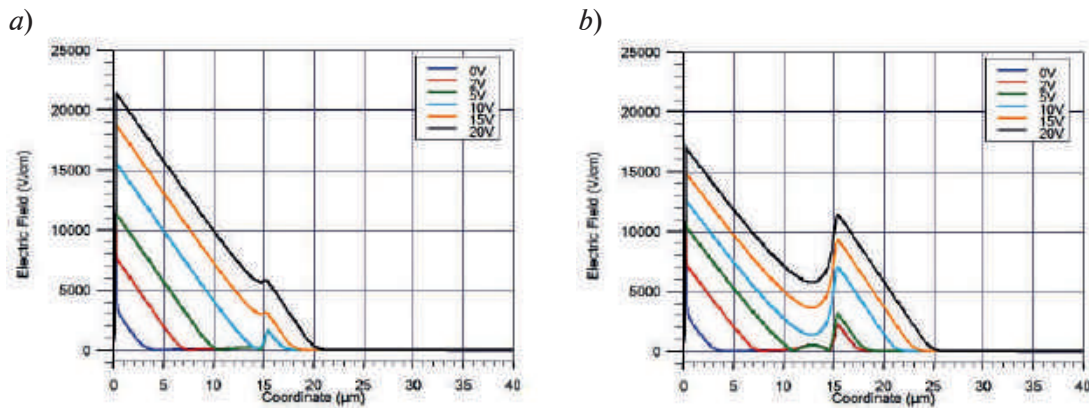 a)
25000
20000
15000
10000
5000
0
Electric Field (V/cm)
0 5 10 15 20 25 30 35 40
Coordinate (µm)
0V
2V
5V
10V
15V
20V
b)
25000
20000
15000
10000
5000
0
Electric Field (V/cm)
0 5 10 15 20 25 30 35 40
Coordinate (µm)
0V
2V
5V
10V
15V
20V